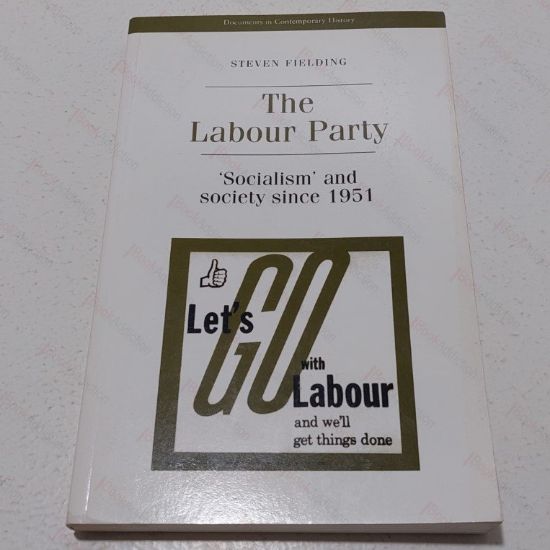 Documents in Contemporary History
STEVEN FIELDING
The
Labour Party
'Socialism' and
society since 1951
Let's
GO
with
Labour
and we'll
get things done